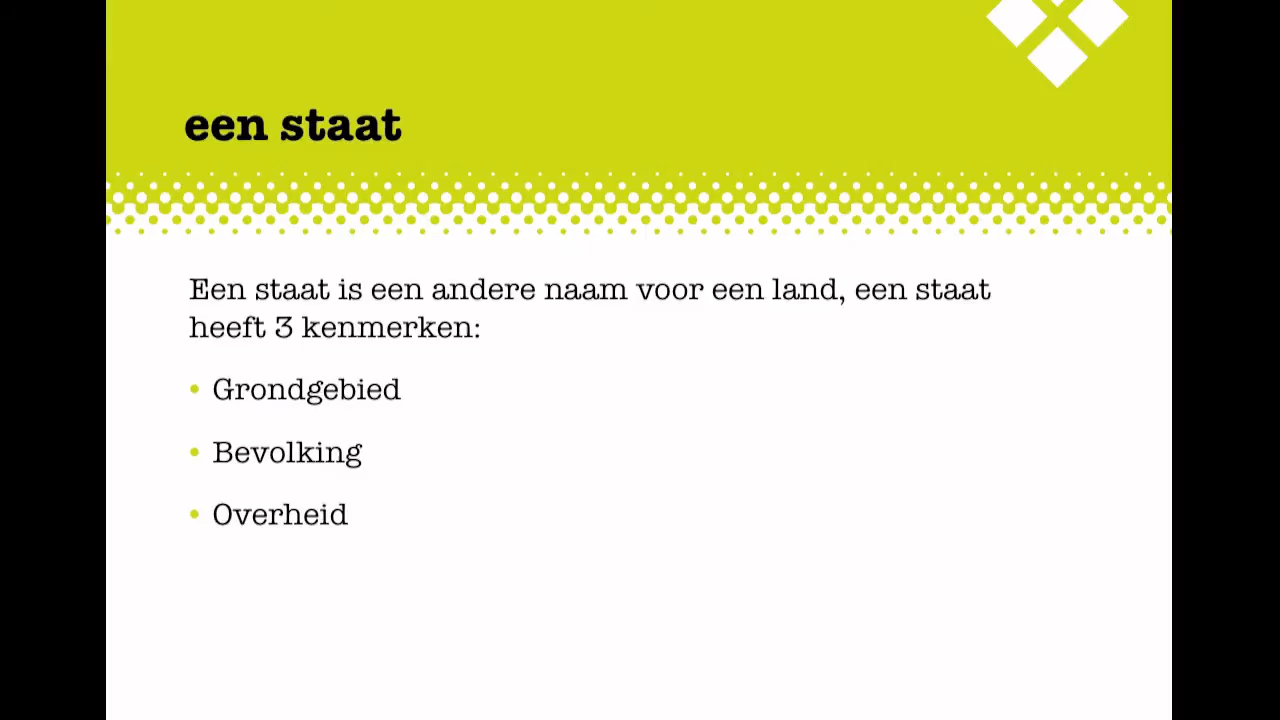 een staat
Een staat is een andere naam voor een land, een staat
heeft 3 kenmerken:
• Grondgebied
• Bevolking
• Overheid